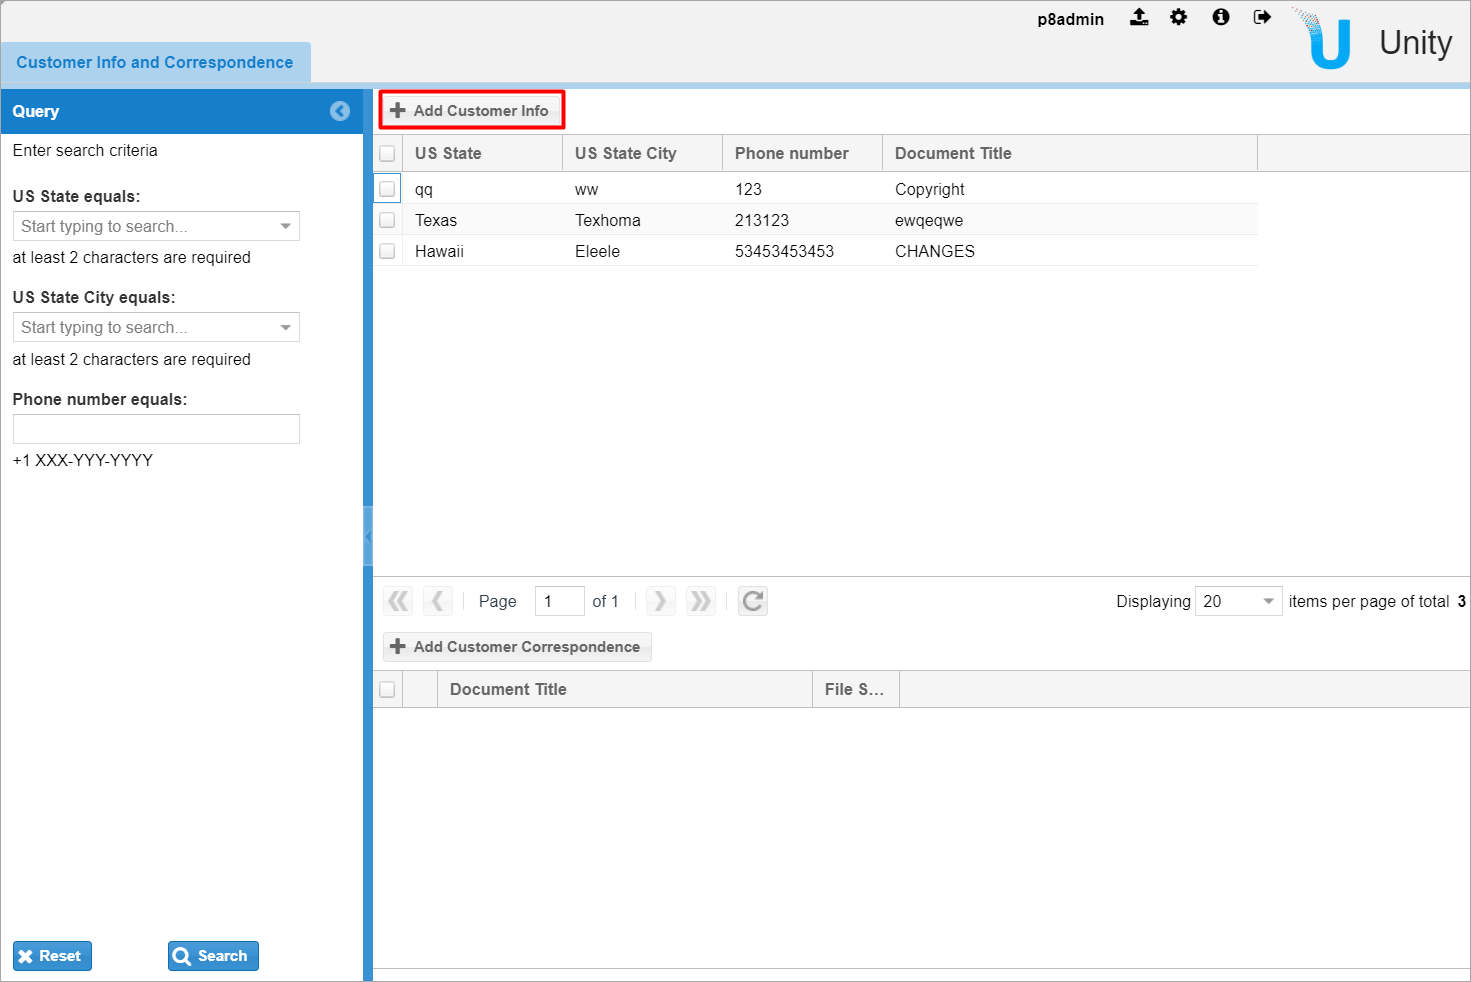 p8admin
Unity
Customer Info and Correspondence
Query
Enter search criteria
US State equals:
Start typing to search...
at least 2 characters are required
US State City equals:
Start typing to search...
at least 2 characters are required
Phone number equals:
+1 XXX-YYY-YYYY
Reset
Search
Add Customer Info
US State US State City Phone number Document Title
qq ww 123 Copyright
Texas Texhoma 213123 ewqeqwe
Hawaii Eleele 53453453453 CHANGES
Page 1 of 1 Displaying 20 items per page of total 3
Add Customer Correspondence
Document Title File S...